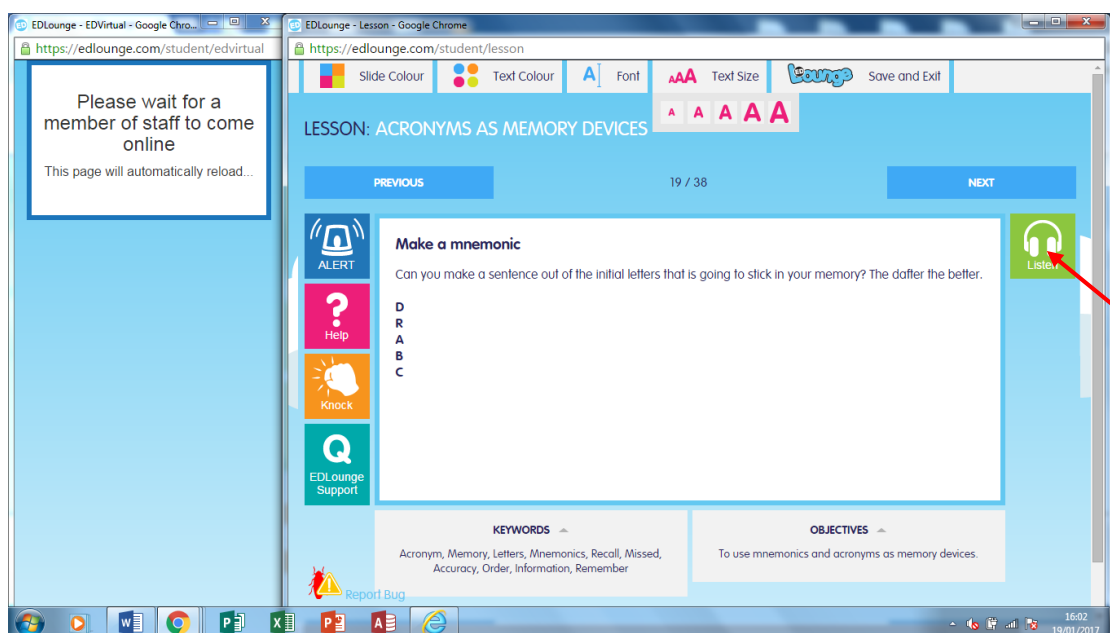 EDLounge - EDVirtual - Google Chro...
https://edlounge.com/student/edvirtual
Please wait for a
member of staff to come
online
This page will automatically reload...
EDLounge - Lesson - Google Chrome
https://edlounge.com/student/lesson
Slide Colour
Text Colour
A Font
AAA Text Size
Lounge Save and Exit
A A A A A
LESSON: ACRONYMS AS MEMORY DEVICES
PREVIOUS
19 / 38
NEXT
ALERT
? Help
Knock
Q
EDLounge
Support
Make a mnemonic
Can you make a sentence out of the initial letters that is going to stick in your memory? The dafter the better.
D
R
A
B
C
Listen
KEYWORDS
Acronym, Memory, Letters, Mnemonics, Recall, Missed,
Accuracy, Order, Information, Remember
OBJECTIVES
To use mnemonics and acronyms as memory devices.
Report Bug
16:02
19/01/2017